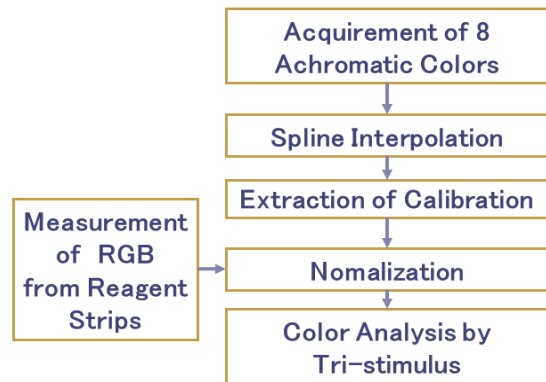 Acquirement of 8
Achromatic Colors
Spline Interpolation
Extraction of Calibration
Measurement
of RGB
from Reagent
Strips
Nomalization
Color Analysis by
Tri-stimulus